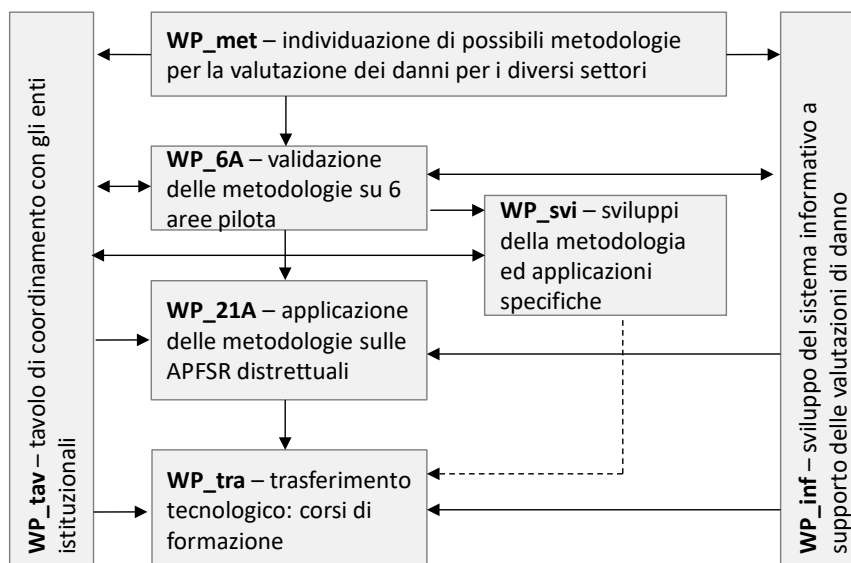 WP_met – individuazione di possibili metodologie
per la valutazione dei danni per i diversi settori
WP_6A – validazione
delle metodologie su 6
aree pilota
WP_svi – sviluppi
della metodologia
ed applicazioni
specifiche
WP_21A – applicazione
delle metodologie sulle
APFSR distrettuali
WP_tra – trasferimento
tecnologico: corsi di
formazione
WP_tav – tavolo di coordinamento con gli enti
istituzionali
WP_inf – sviluppo del sistema informativo a
supporto delle valutazioni di danno